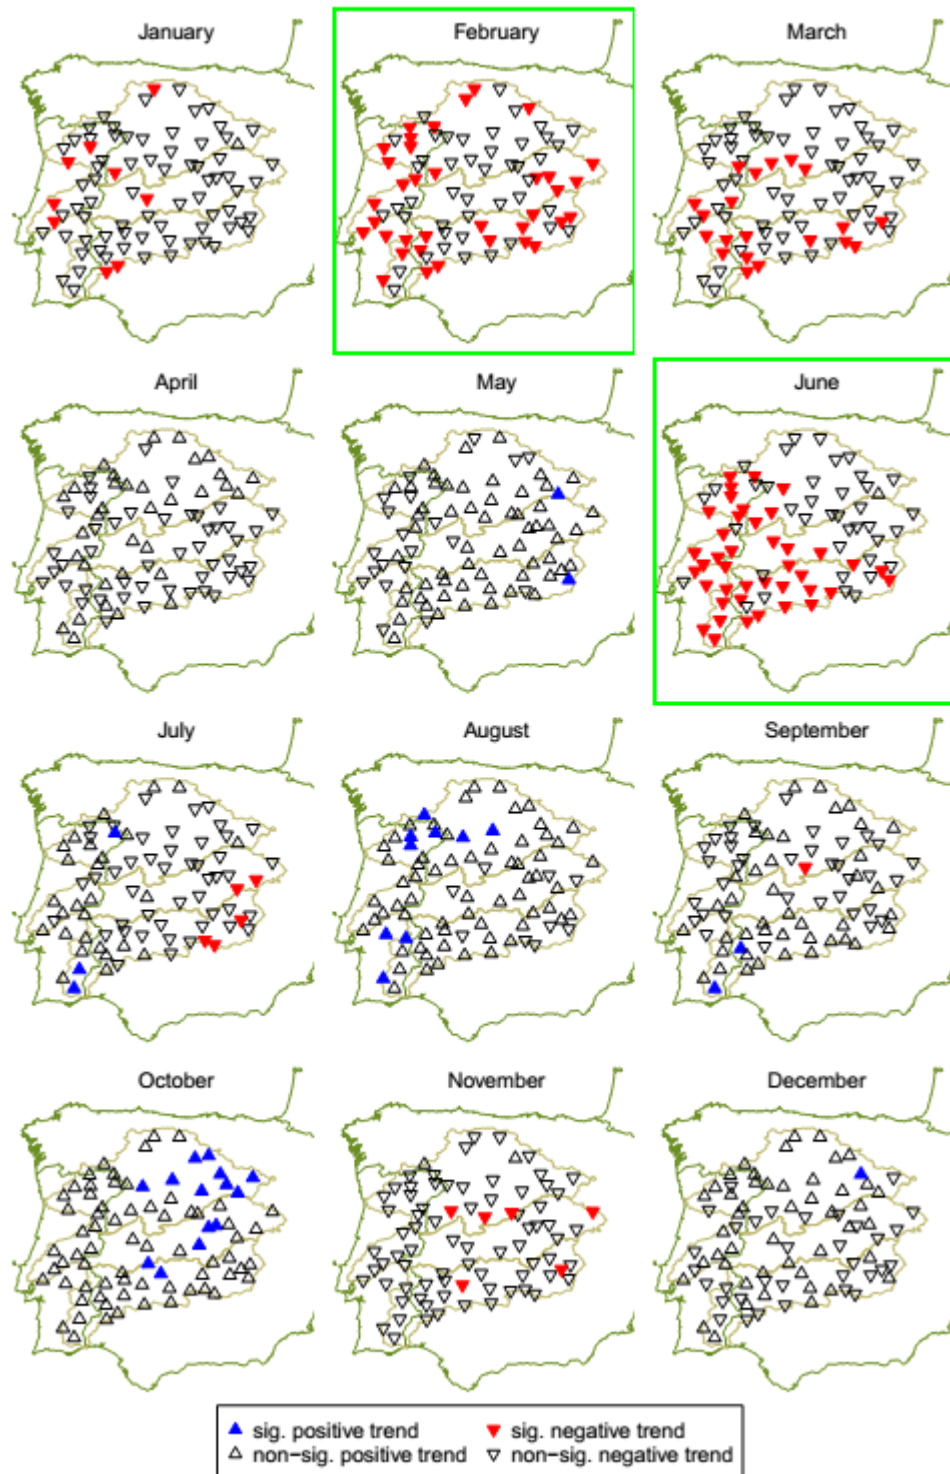 January February March
April May June
July August September
October November December
sig. positive trend sig. negative trend
non−sig. positive trend non−sig. negative trend